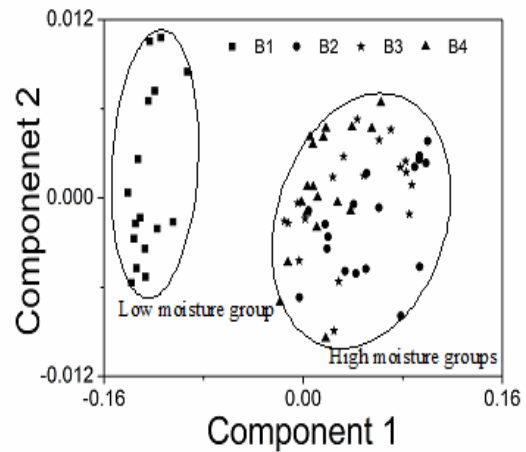 0.012
B1 B2 B3 B4
Componenet 2
0.000
Low moisture group
High moisture groups
-0.012
-0.16 0.00 0.16
Component 1